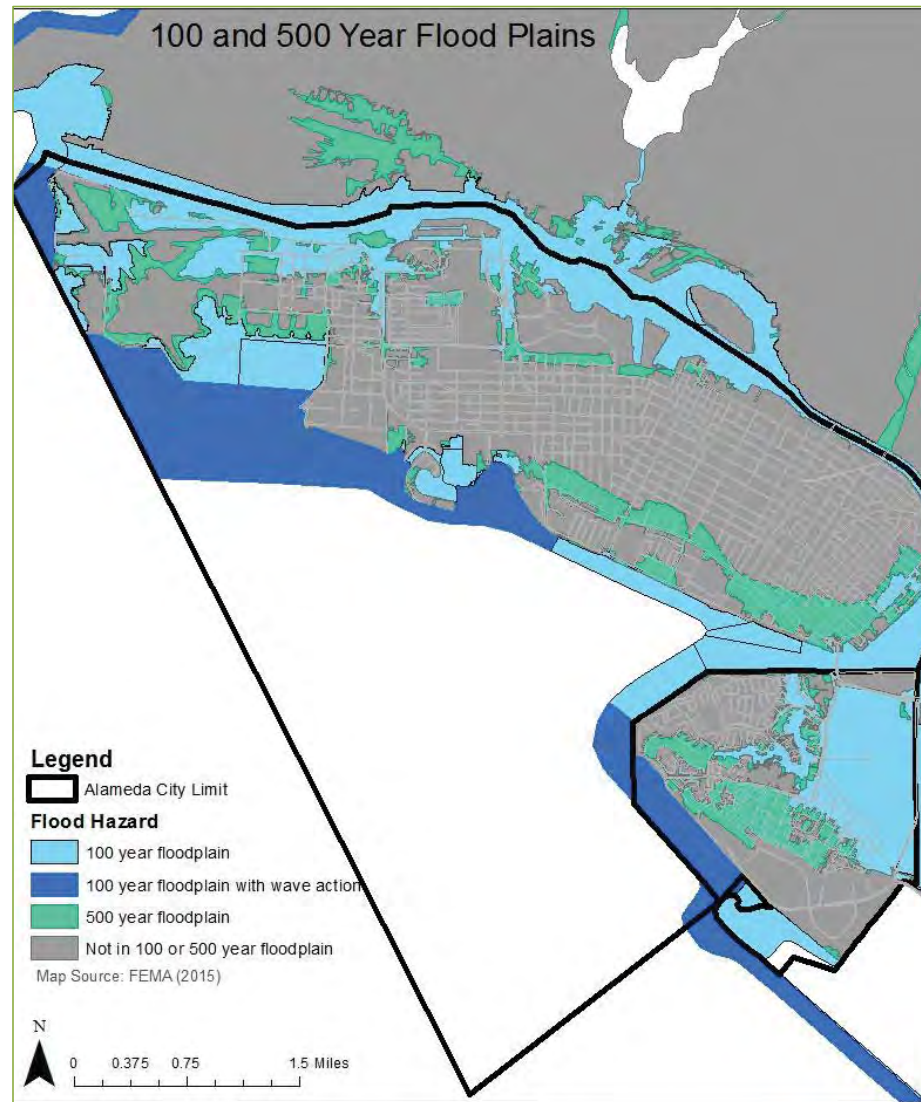 100 and 500 Year Flood Plains
Legend
Alameda City Limit
Flood Hazard
100 year floodplain
100 year floodplain with wave action
500 year floodplain
Not in 100 or 500 year floodplain
Map Source: FEMA (2015)
N
0 0.375 0.75 1.5 Miles